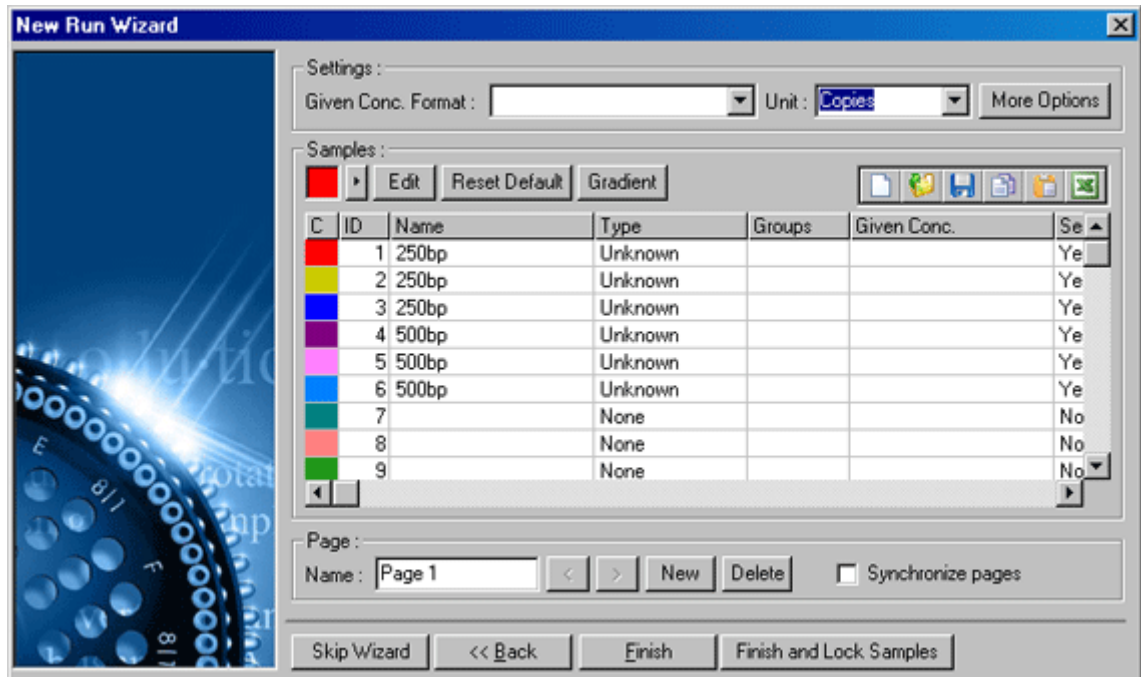 New Run Wizard
Settings :
Given Conc. Format : Unit : Copies More Options
Samples :
Edit Reset Default Gradient
C ID Name Type Groups Given Conc. Se
1 250bp Unknown Ye
2 250bp Unknown Ye
3 250bp Unknown Ye
4 500bp Unknown Ye
5 500bp Unknown Ye
6 500bp Unknown Ye
7 None No
8 None No
9 None No
Page :
Name : Page 1 < > New Delete Synchronize pages
Skip Wizard << Back Finish Finish and Lock Samples
E
8|1
F